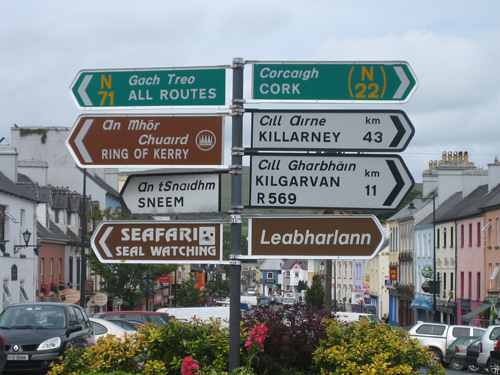 Gach Treo
N
71
ALL ROUTES
Corcaigh
CORK
(N
22)
An Mhór
Chuaird
RING OF KERRY
Cill Airne
km
KILLARNEY
43
An tSnaidhm
SNEEM
Cill Gharbháin
KILGARVAN
km
R569
11
SEAFARI
SEAL WATCHING
Leabharlann